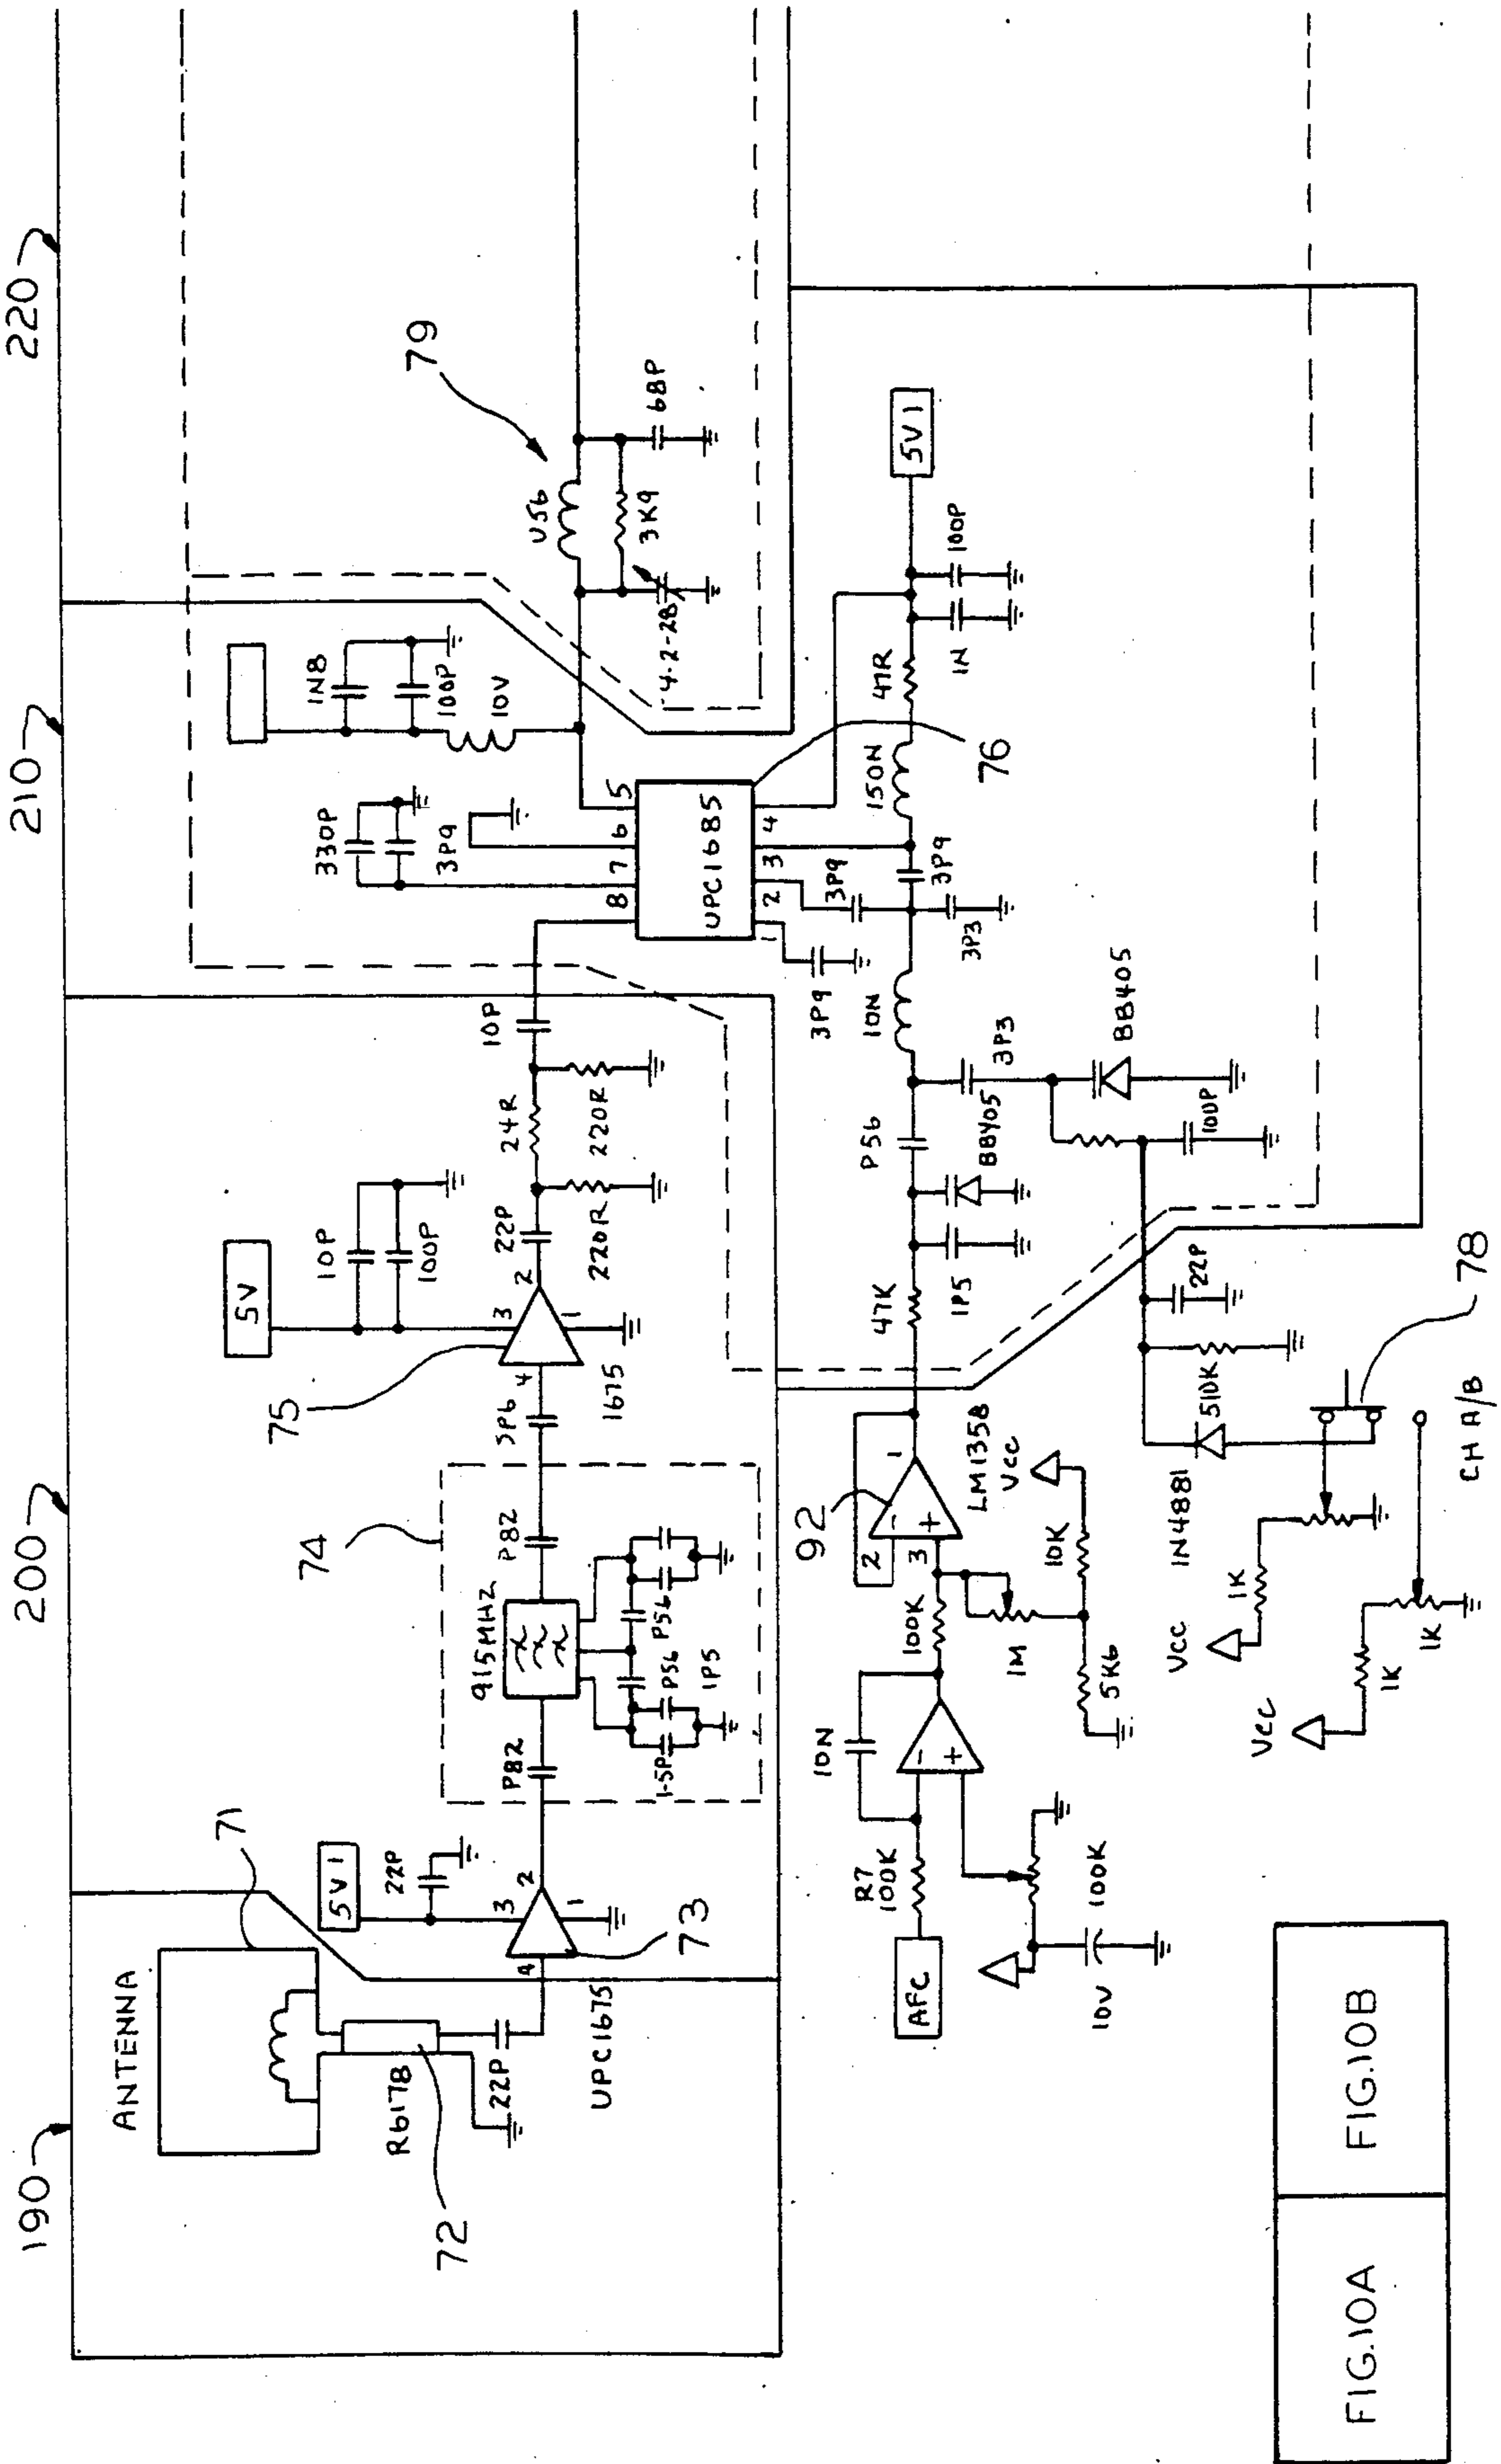 190
200
210
220
ANTENNA
71
R6178
72
22P
UPC1675
5V1
22P
4
3
2
1
73
P82
915MHZ
P82
74
1-5P
P56
P56
1P5
5P6
75
5V
10P
100P
4
3
2
1
1675
22P
24R
220R
220R
10P
330P
3P9
1N8
100P
10V
8
7
6
5
UPC1685
1
2
3
4
76
U56
3K9
4-2-2B
68P
79
3P9
3P9
3P9
3P3
10N
150N
47R
1N
100P
5V1
AFC
R7
100K
10N
100K
10V
100K
1M
5K6
10K
VCC
92
2
3
1
LM1358
47K
1P5
BB405
P56
3P3
BB405
100P
22P
510K
1N4881
78
CH A/B
VCC
1K
VCC
1K
1K
FIG.10A
FIG.10B